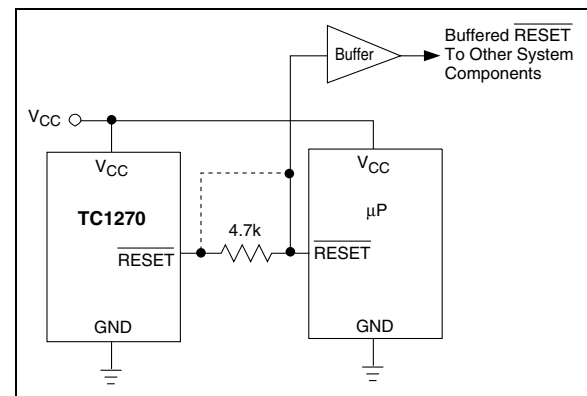 Buffered RESET
To Other System
Components
Buffer
VCC
VCC
VCC
TC1270
μP
4.7k
RESET
RESET
GND
GND